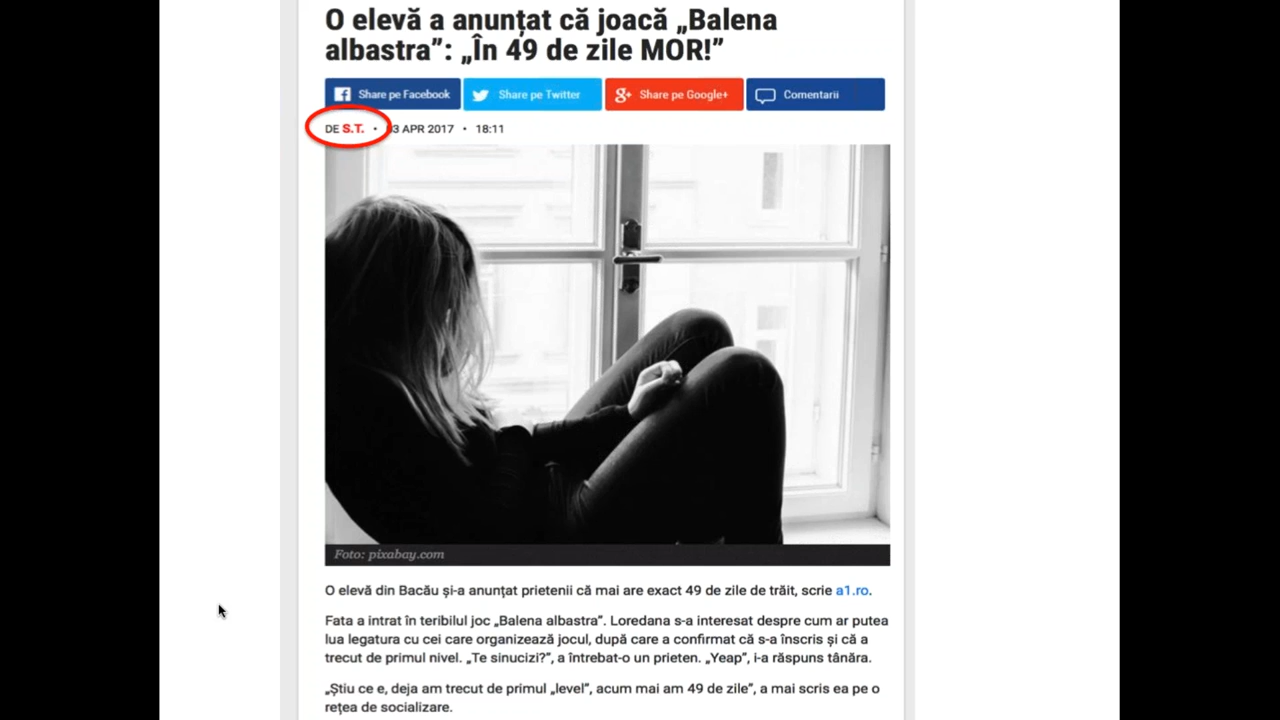 O elevă a anunțat că joacă „Balena
albastra”: „În 49 de zile MOR!”
Share pe Facebook
Share pe Twitter
Share pe Google+
Comentarii
DE S.T. • 3 APR 2017 • 18:11
Foto: pixabay.com
O elevă din Bacău și-a anunțat prietenii că mai are exact 49 de zile de trăit, scrie a1.ro.
Fata a intrat în teribilul joc „Balena albastra”. Loredana s-a interesat despre cum ar putea
lua legatura cu cei care organizează jocul, după care a confirmat că s-a înscris și că a
trecut de primul nivel. „Te sinucizi?”, a întrebat-o un prieten. „Yeap”, i-a răspuns tânăra.
„Știu ce e, deja am trecut de primul „level”, acum mai am 49 de zile”, a mai scris ea pe o
rețea de socializare.